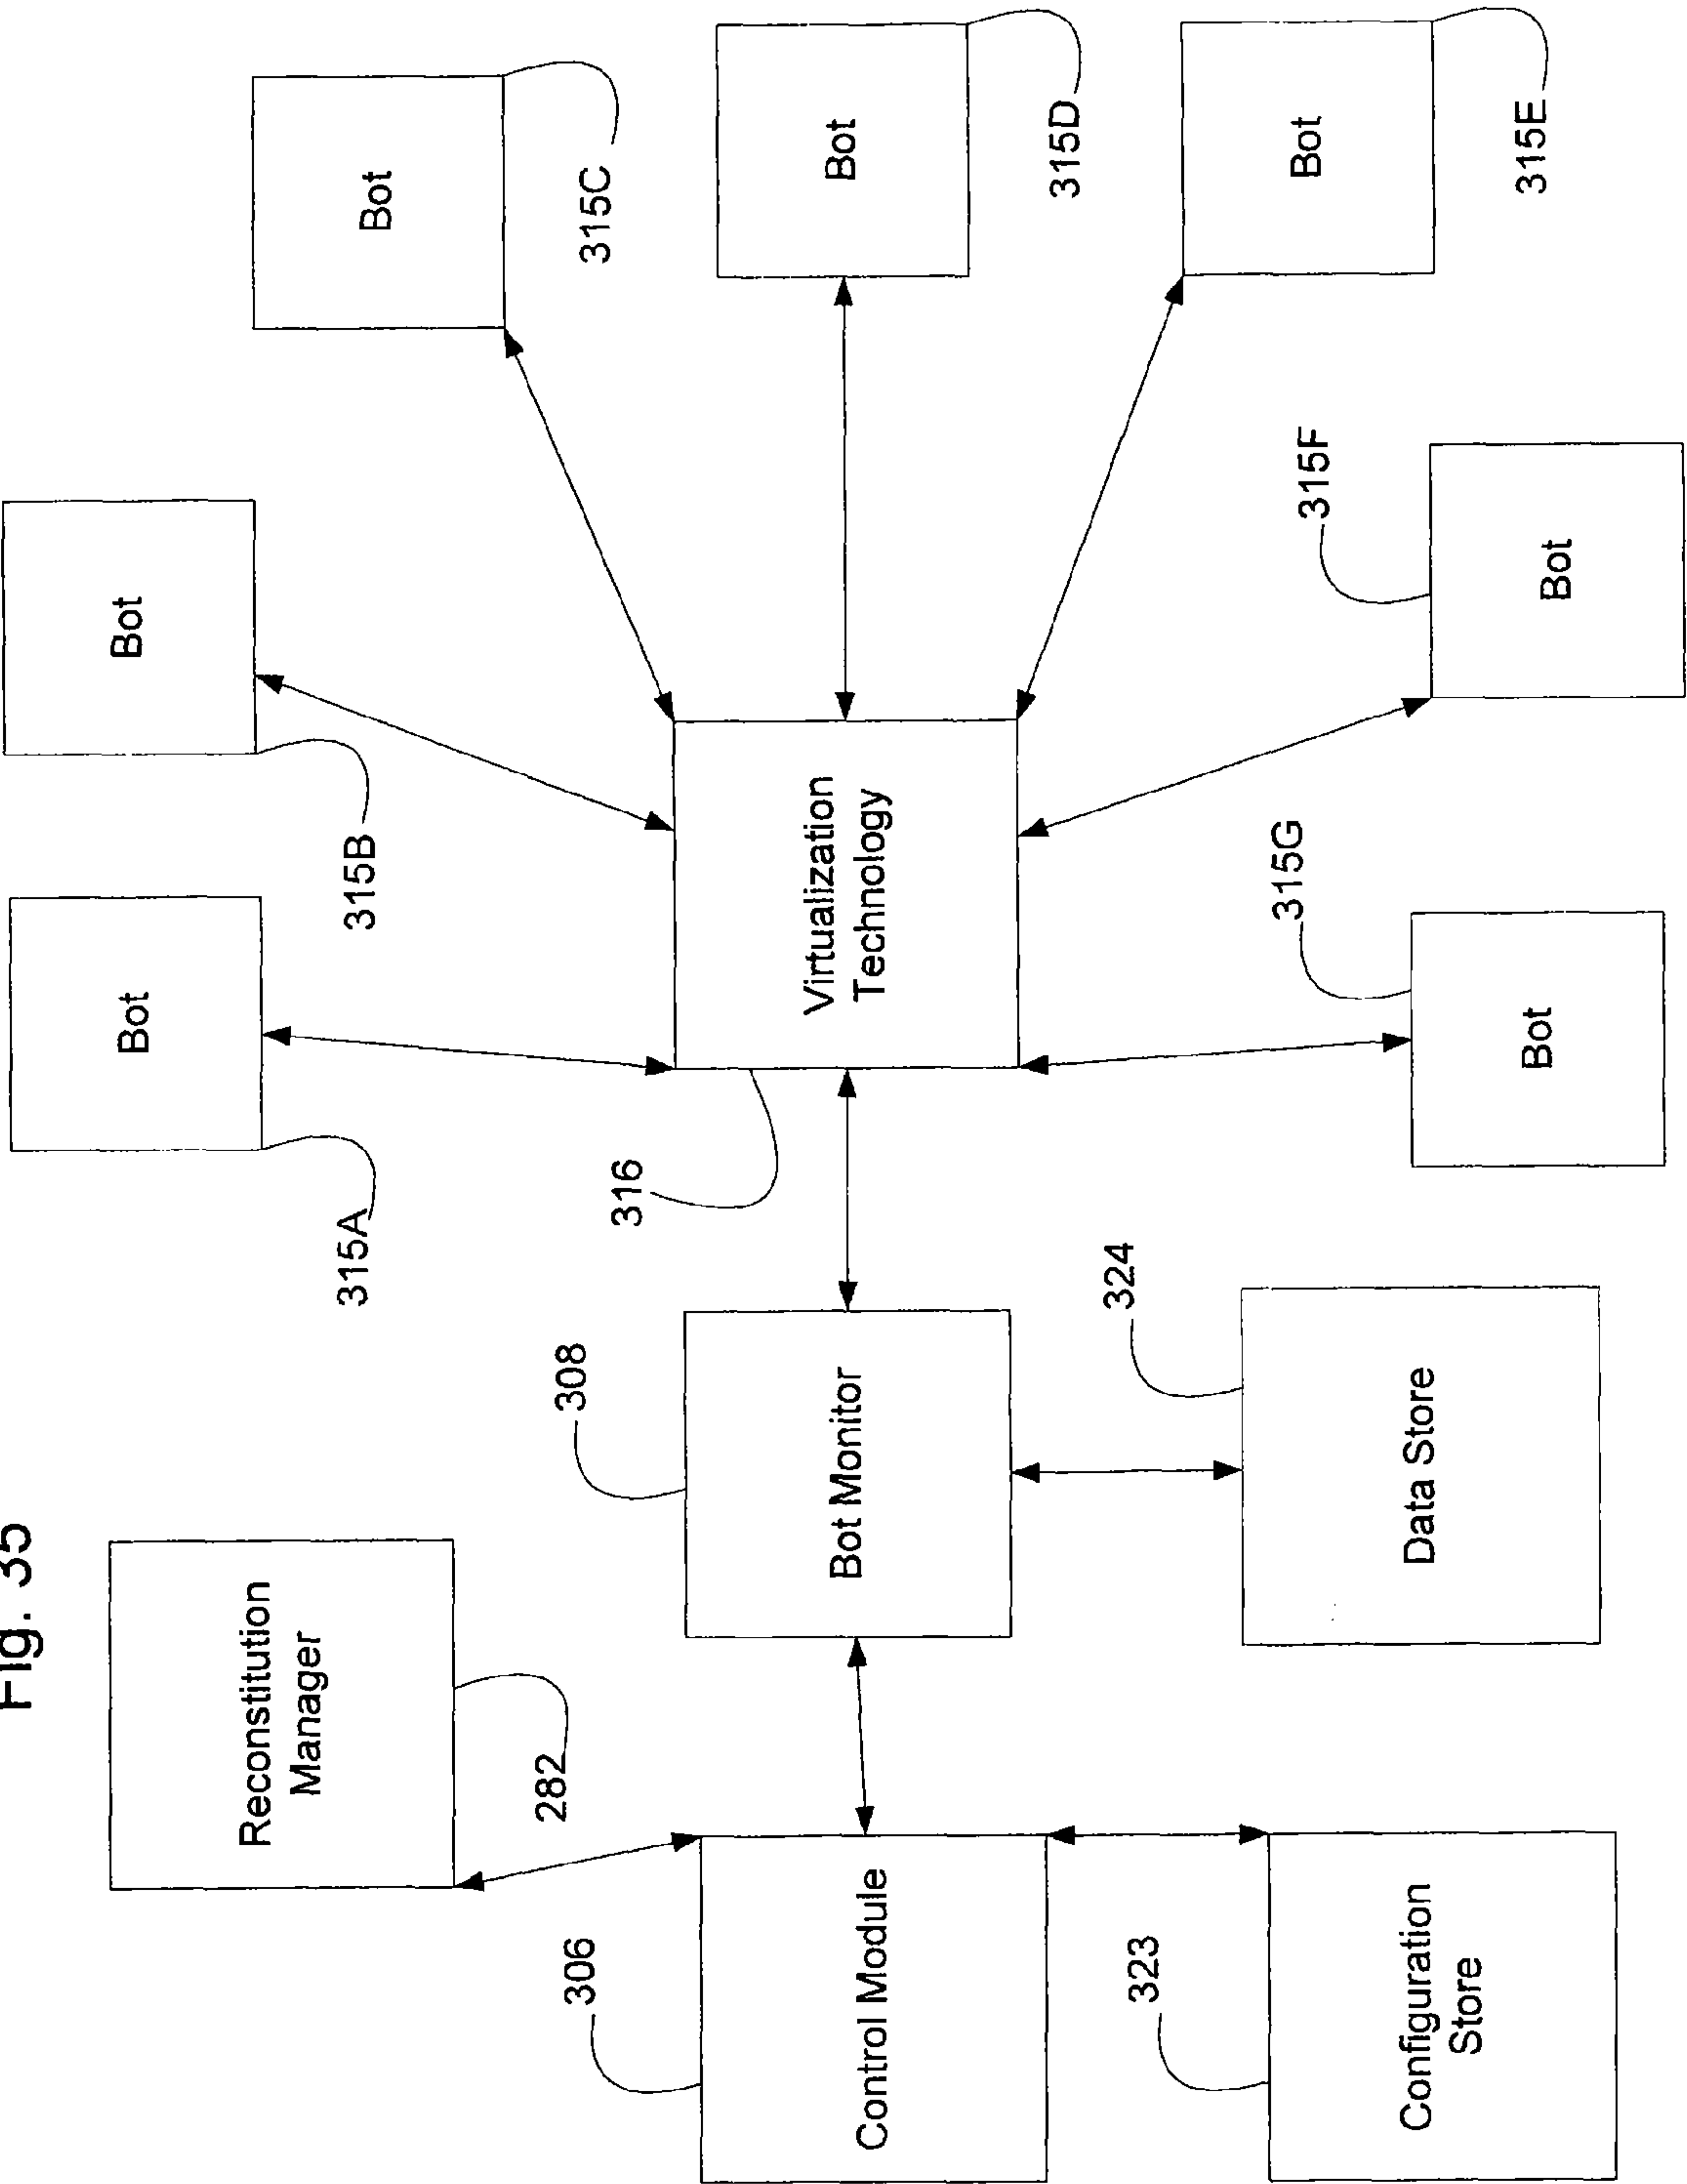 Fig. 35
Bot
Bot
Reconstitution
Manager
315A
315B
Bot
282
306
308
316
315C
Control Module
Bot Monitor
Virtualization
Technology
Bot
315D
323
324
315G
315F
Bot
Configuration
Store
Data Store
Bot
Bot
315E